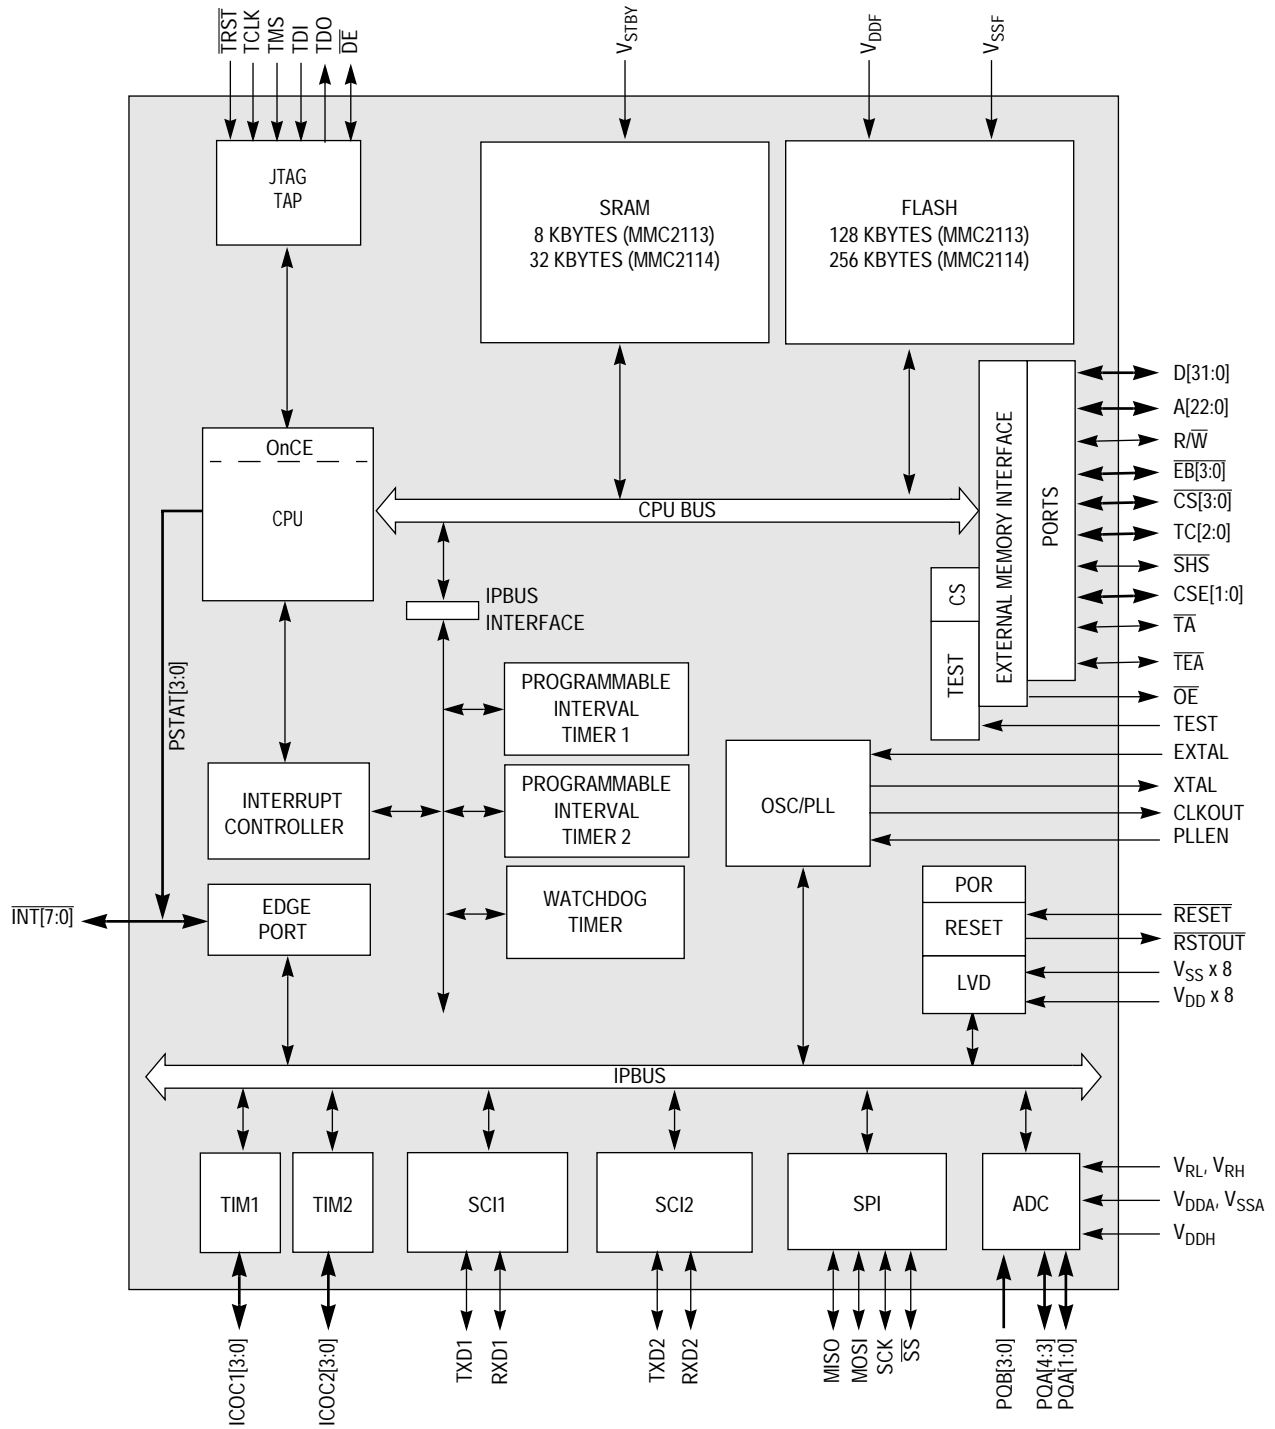 TRST
TCLK
TMS
TDI
TDO
DE
VSTBY
VDDF
VSSF
JTAG
TAP
SRAM
8 KBYTES (MMC2113)
32 KBYTES (MMC2114)
FLASH
128 KBYTES (MMC2113)
256 KBYTES (MMC2114)
OnCE
CPU
CPU BUS
EXTERNAL MEMORY INTERFACE
PORTS
CS
TEST
D[31:0]
A[22:0]
R/W
EB[3:0]
CS[3:0]
TC[2:0]
SHS
CSE[1:0]
TA
TEA
OE
TEST
EXTAL
XTAL
CLKOUT
PLLEN
IPBUS
INTERFACE
PSTAT[3:0]
PROGRAMMABLE
INTERVAL
TIMER 1
PROGRAMMABLE
INTERVAL
TIMER 2
INTERRUPT
CONTROLLER
OSC/PLL
WATCHDOG
TIMER
INT[7:0]
EDGE
PORT
POR
RESET
LVD
RESET
RSTOUT
VSS x 8
VDD x 8
IPBUS
TIM1
TIM2
SCI1
SCI2
SPI
ADC
VRL, VRH
VDDA, VSSA
VDDH
ICOC1[3:0]
ICOC2[3:0]
TXD1
RXD1
TXD2
RXD2
MISO
MOSI
SCK
SS
PQB[3:0]
PQA[4:3]
PQA[1:0]